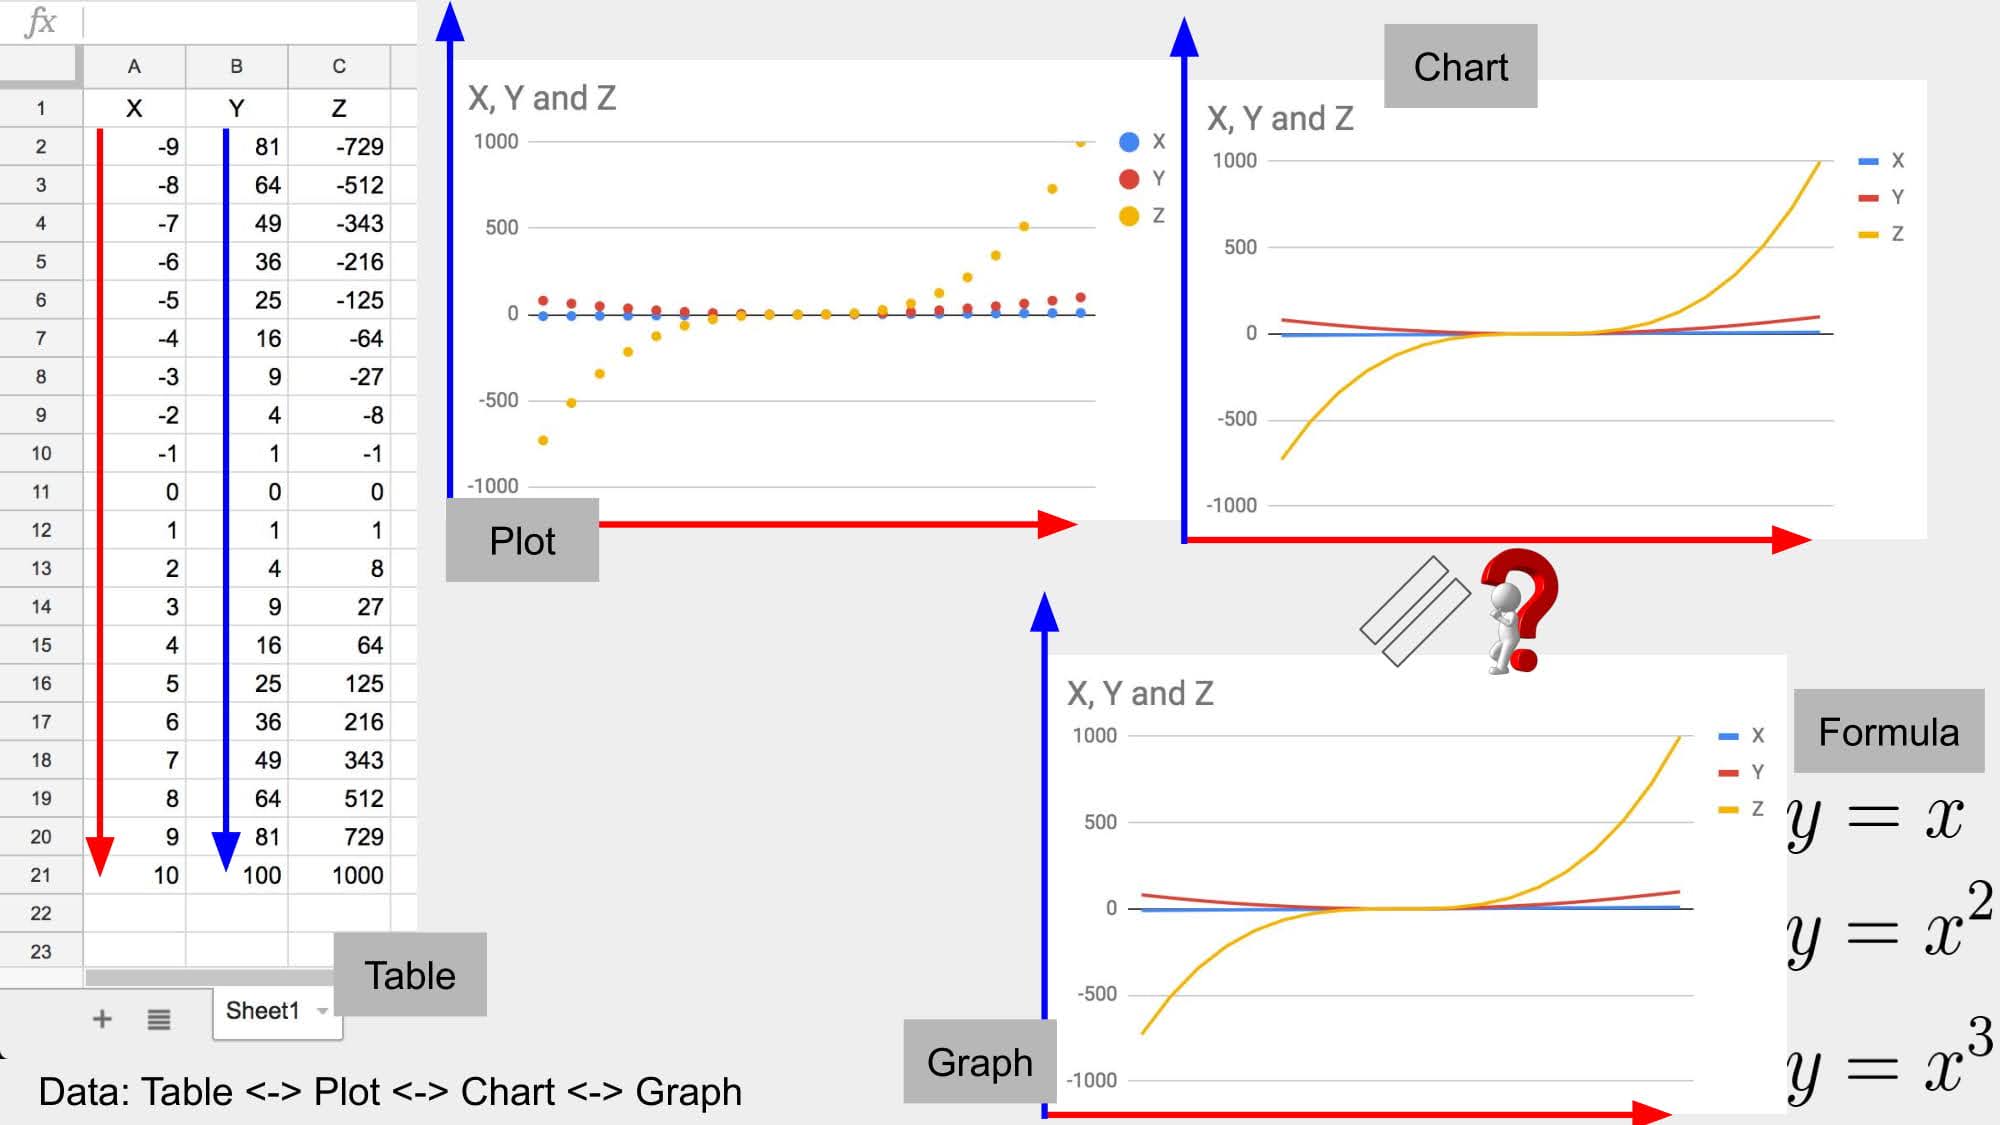 fx
A B C
1 X Y Z
2 -9 81 -729
3 -8 64 -512
4 -7 49 -343
5 -6 36 -216
6 -5 25 -125
7 -4 16 -64
8 -3 9 -27
9 -2 4 -8
10 -1 1 -1
11 0 0 0
12 1 1 1
13 2 4 8
14 3 9 27
15 4 16 64
16 5 25 125
17 6 36 216
18 7 49 343
19 8 64 512
20 9 81 729
21 10 100 1000
22
23
Sheet1
Table
X, Y and Z
1000
500
0
-500
-1000
X
Y
Z
Plot
Chart
X, Y and Z
1000
500
0
-500
-1000
X
Y
Z
X, Y and Z
1000
500
0
-500
-1000
X
Y
Z
Graph
Formula
y = x
y = x²
y = x³
Data: Table <-> Plot <-> Chart <-> Graph